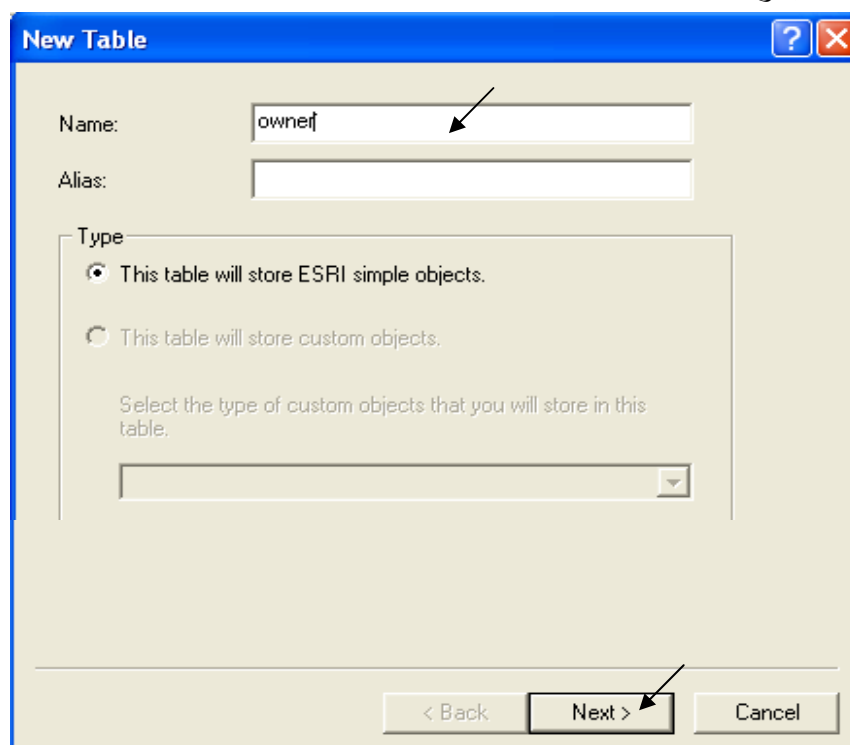 New Table
Name: owner
Alias:
Type
This table will store ESRI simple objects.
This table will store custom objects.
Select the type of custom objects that you will store in this
table.
< Back Next > Cancel